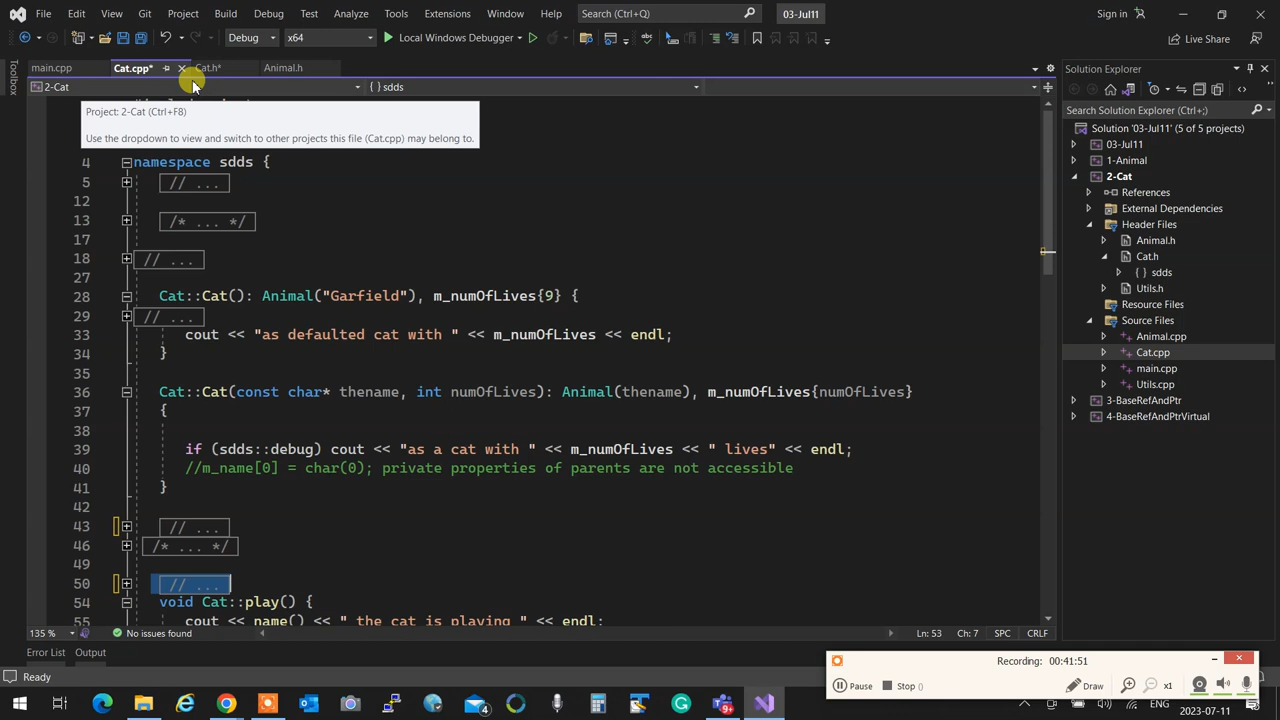 File Edit View Git Project Build Debug Test Analyze Tools Extensions Window Help Search (Ctrl+Q) 03-Jul11 Sign in
Debug x64 Local Windows Debugger Live Share
main.cpp Cat.cpp* Cat.h* Animal.h
2-Cat sdds
Toolbox
Project: 2-Cat (Ctrl+F8)
Use the dropdown to view and switch to other projects this file (Cat.cpp) may belong to.
4 namespace sdds {
5 // ...
12
13 /* ... */
17
18 // ...
27
28 Cat::Cat(): Animal("Garfield"), m_numOfLives{9} {
29 // ...
33 cout << "as defaulted cat with " << m_numOfLives << endl;
34 }
35
36 Cat::Cat(const char* thename, int numOfLives): Animal(thename), m_numOfLives{numOfLives}
37 {
38
39 if (sdds::debug) cout << "as a cat with " << m_numOfLives << " lives" << endl;
40 //m_name[0] = char(0); private properties of parents are not accessible
41 }
42
43 // ...
46 /* ... */
49
50 // ...
54 void Cat::play() {
55 cout << name() << " the cat is playing " << endl;
135 % No issues found Ln: 53 Ch: 7 SPC CRLF
Error List Output
Ready
Solution Explorer
Search Solution Explorer (Ctrl+;)
Solution '03-Jul11' (5 of 5 projects)
03-Jul11
1-Animal
2-Cat
References
External Dependencies
Header Files
Animal.h
Cat.h
sdds
Utils.h
Resource Files
Source Files
Animal.cpp
Cat.cpp
main.cpp
Utils.cpp
3-BaseRefAndPtr
4-BaseRefAndPtrVirtual
Recording: 00:41:51
Pause Stop () Draw x1
4 ENG 2023-07-11